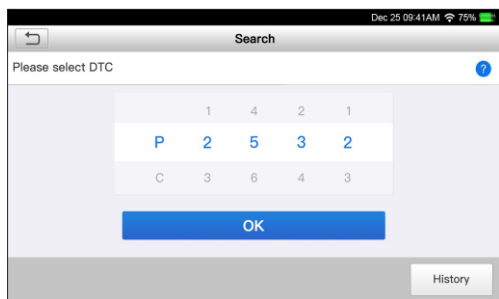 Dec 25 09:41AM 75%
Search
Please select DTC
?
1 4 2 1
P 2 5 3 2
C 3 6 4 3
OK
History